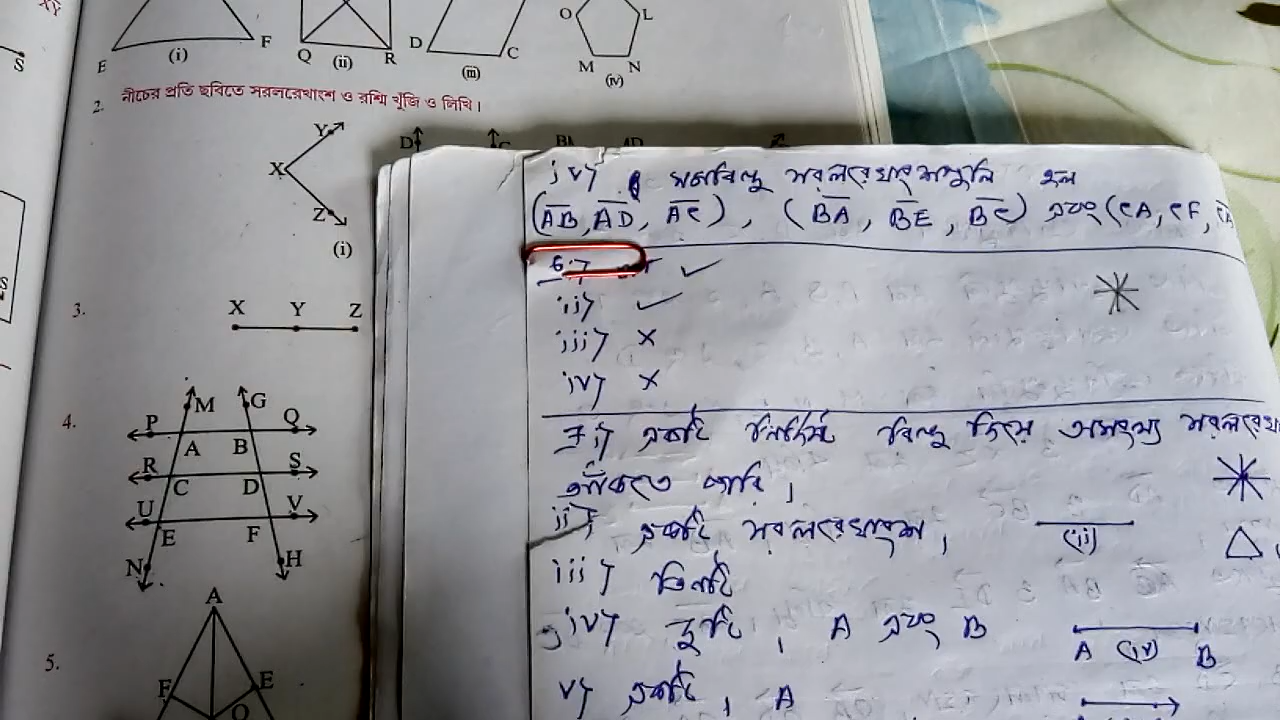 XY
S
E
F
(i)
Q
R
(ii)
D
C
(iii)
O
L
M
N
(iv)
2. নীচের প্রতি ছবিতে সরলরেখাংশ ও রশ্মি খুঁজি ও লিখি।
Y
X
Z
(i)
D
3.
X Y Z
4.
M G
P Q
A B
R S
C D
U V
E F
N H
5.
A
F E
O
iv) সমবিন্দু সরলরেখাংশগুলি হল
(AB, AD, AC), (BA, BE, BC) এবং (CA, CF,
6.i) ✓
ii) ✓
iii) ×
iv) ×
7.i) একটি নির্দিষ্ট বিন্দু দিয়ে অসংখ্য সরলরেখা
আঁকতে পারি।
ii) একটি সরলরেখাংশ,
(ii)
iii) তিনটি
iv) দুটি, A এবং B
A (iv) B
v) একটি, A